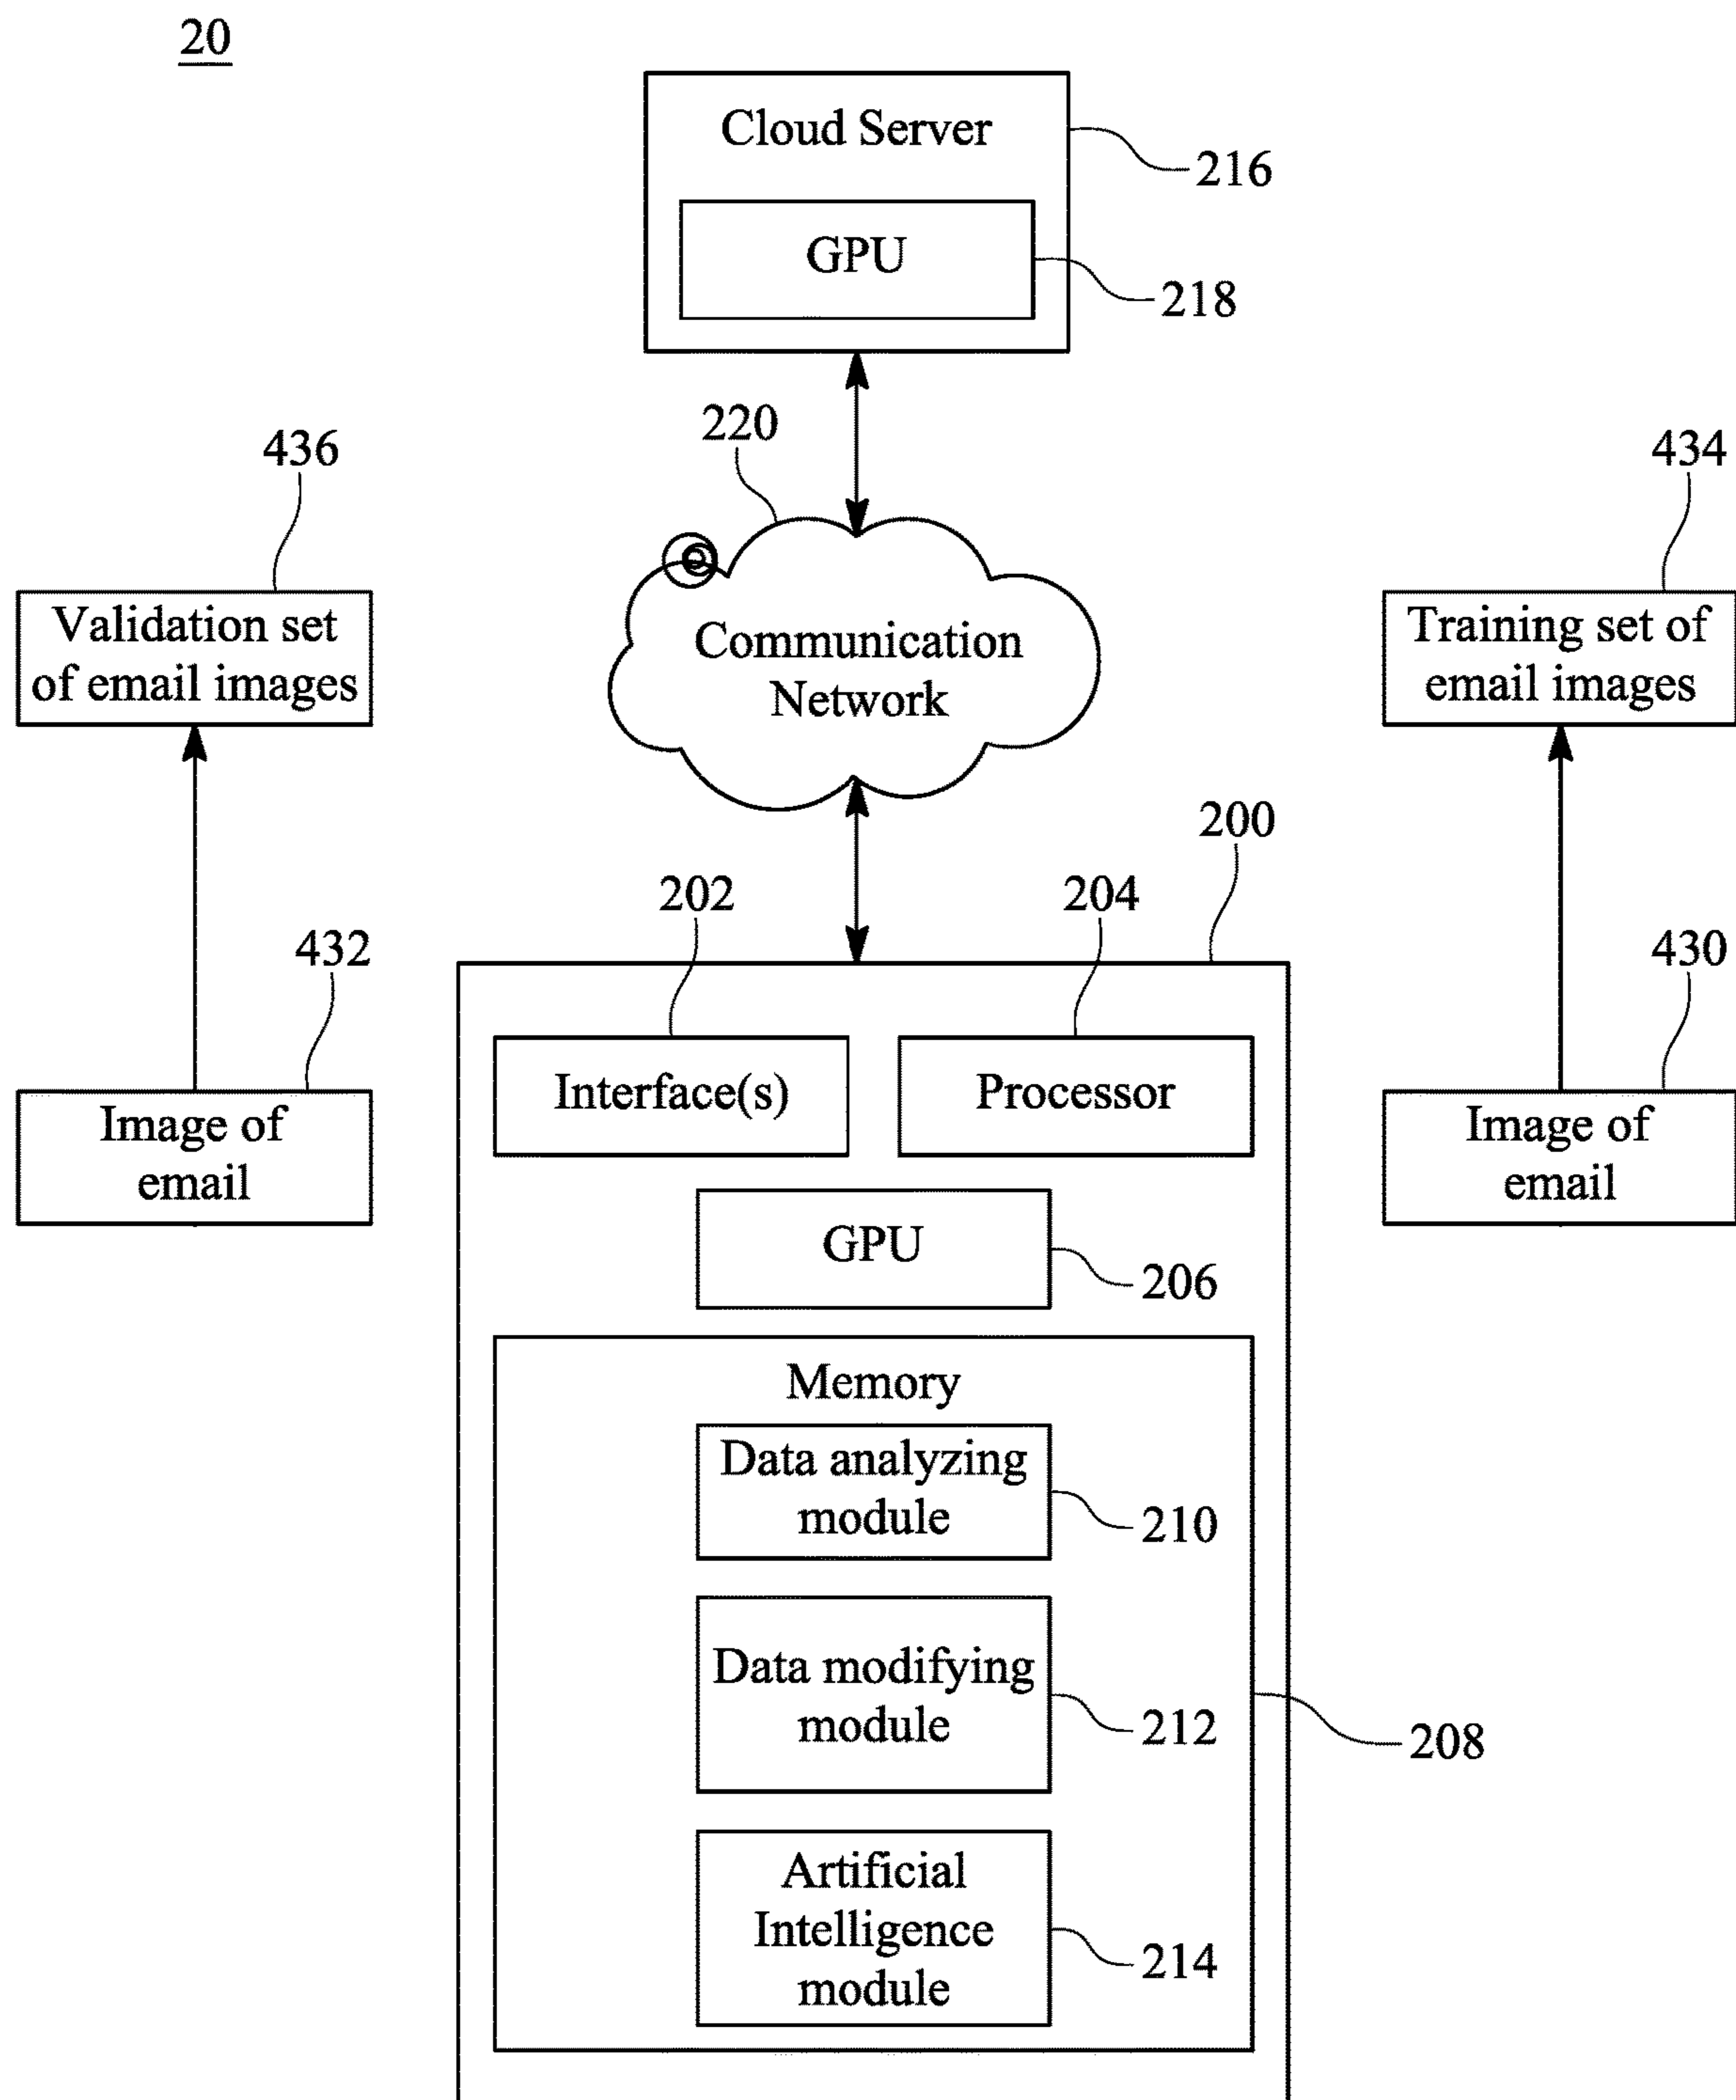 20
Cloud Server
216
GPU
218
220
436
434
Validation set
of email images
Communication
Network
Training set of
email images
200
202
204
432
430
Interface(s)
Processor
Image of
email
Image of
email
GPU
206
Memory
Data analyzing
module
210
Data modifying
module
212
208
Artificial
Intelligence
module
214